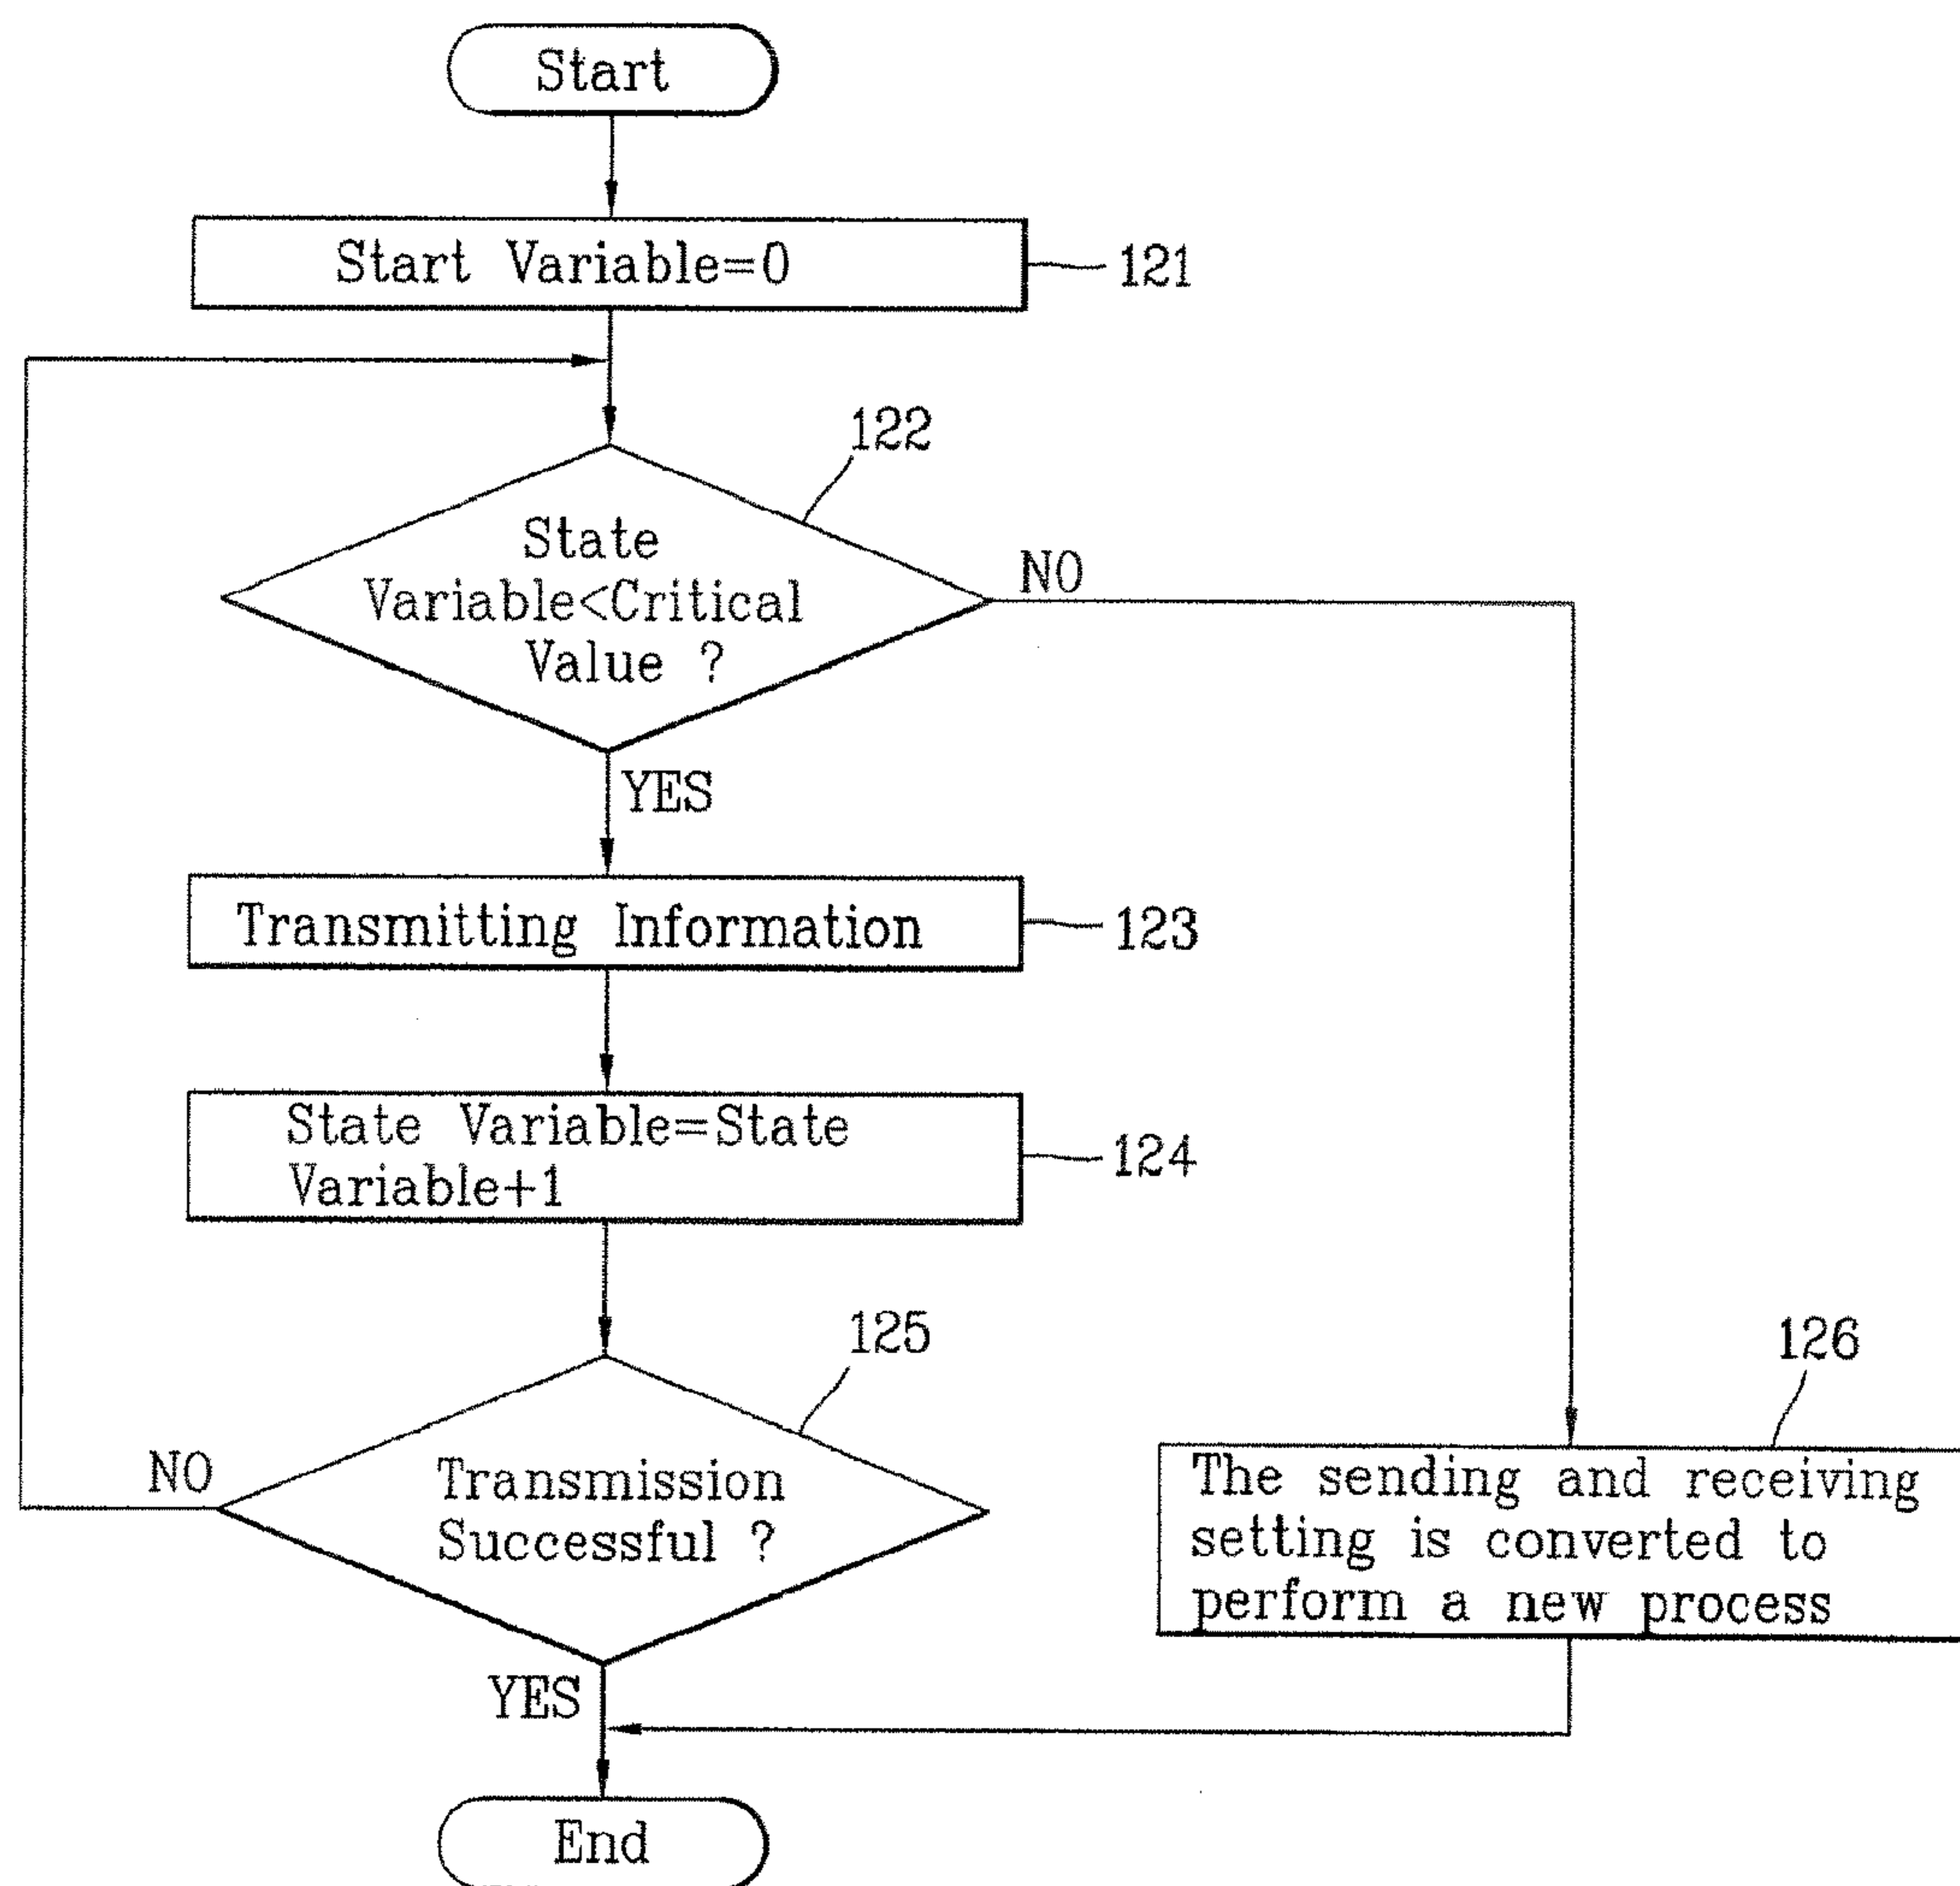 Start
Start Variable=0
121
122
State
Variable<Critical
Value ?
NO
YES
Transmitting Information
123
State Variable=State
Variable+1
124
125
Transmission
Successful ?
NO
YES
126
The sending and receiving
setting is converted to
perform a new process
End